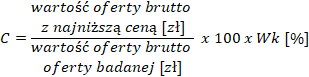 wartość oferty brutto
z najniższą ceną [zł]
C = x 100 x Wk [%]
wartość oferty brutto
oferty badanej [zł]